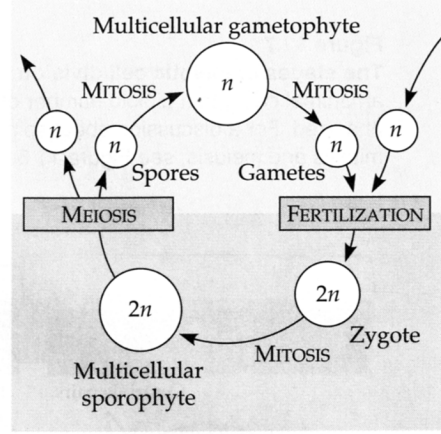 Multicellular gametophyte
MITOSIS
n
MITOSIS
n
n
n
n
Spores
Gametes
MEIOSIS
FERTILIZATION
2n
2n
Zygote
MITOSIS
Multicellular
sporophyte